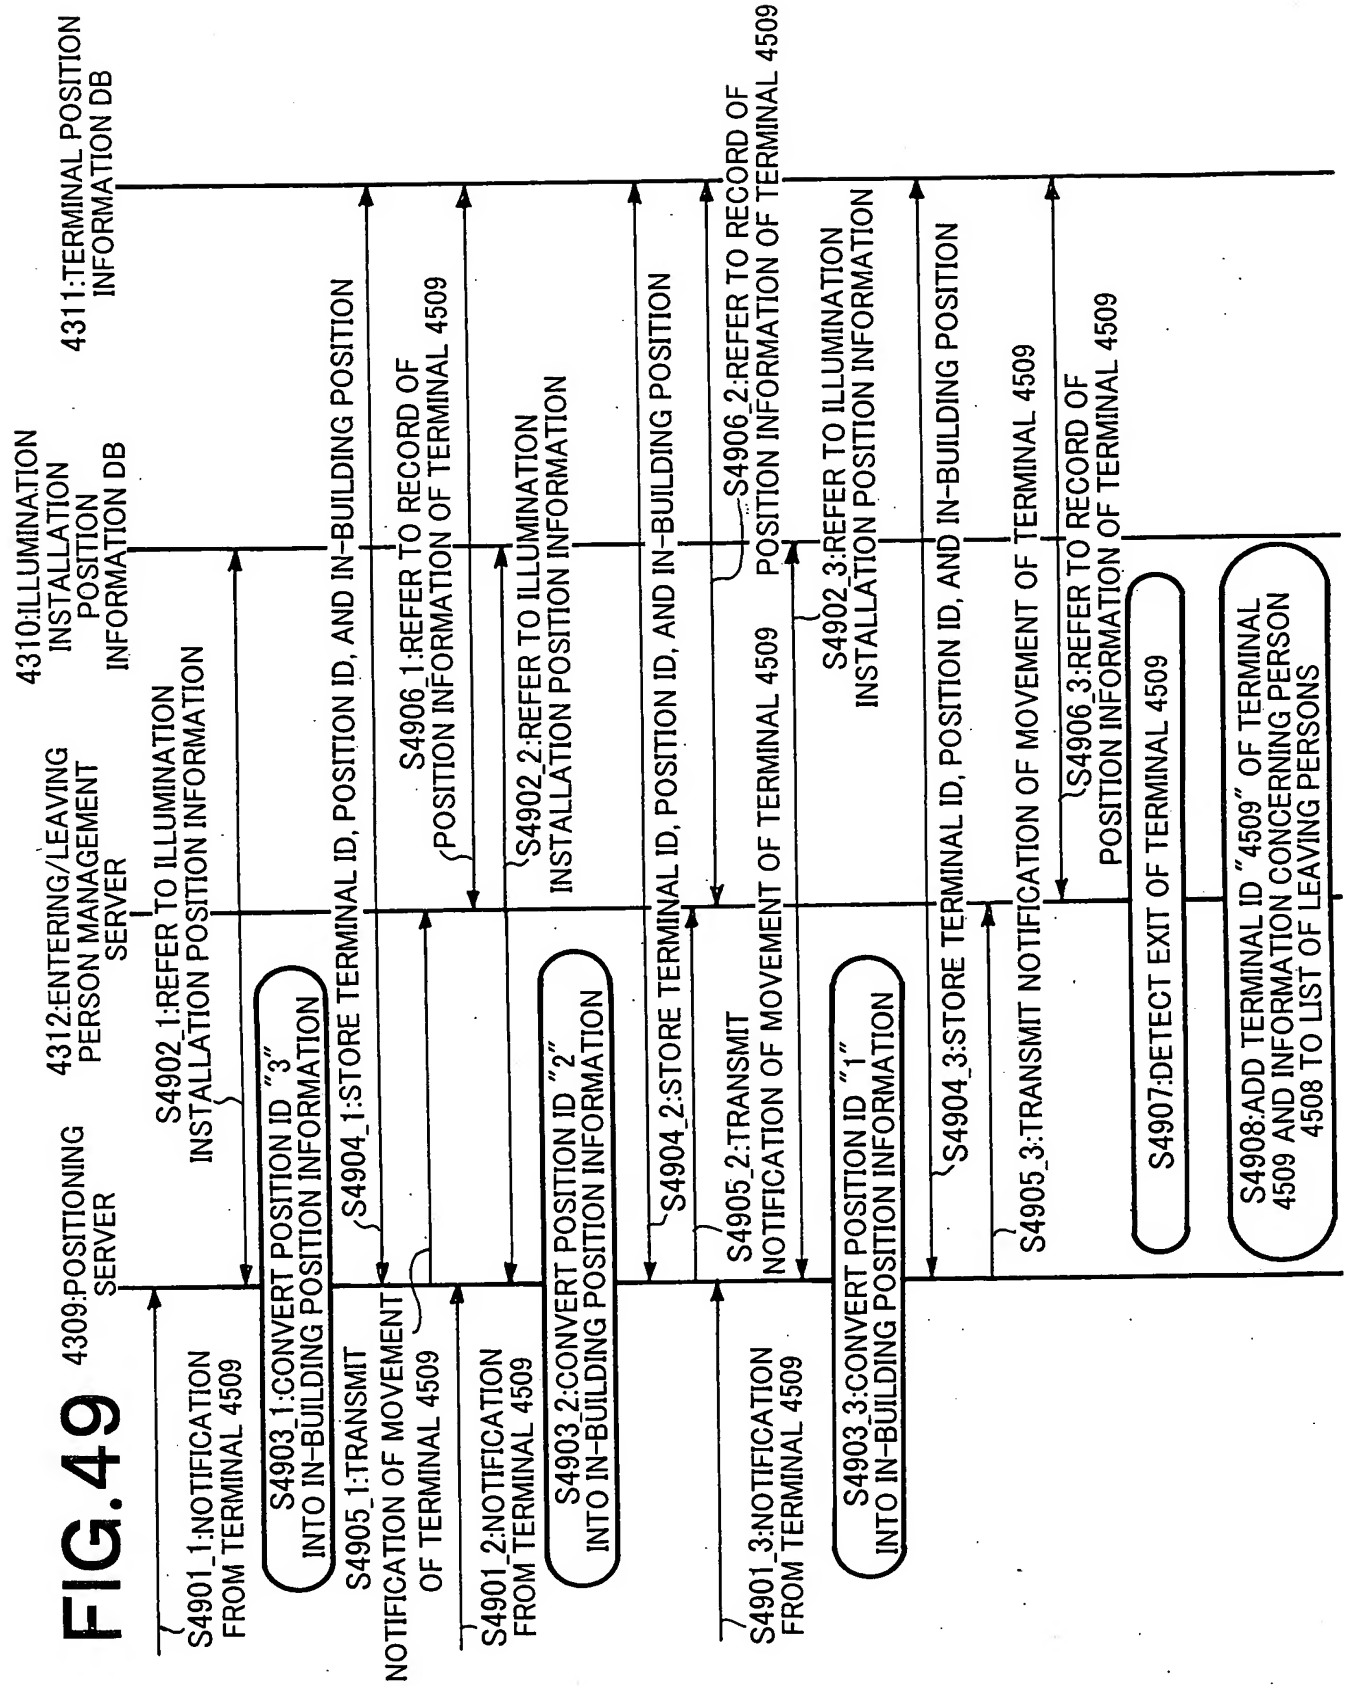 FIG.49
4309:POSITIONING
SERVER
4312:ENTERING/LEAVING
PERSON MANAGEMENT
SERVER
4310:ILLUMINATION
INSTALLATION
POSITION
INFORMATION DB
4311:TERMINAL POSITION
INFORMATION DB
S4901_1:NOTIFICATION
FROM TERMINAL 4509
S4902_1:REFER TO ILLUMINATION
INSTALLATION POSITION INFORMATION
S4903_1:CONVERT POSITION ID "3"
INTO IN-BUILDING POSITION INFORMATION
S4904_1:STORE TERMINAL ID, POSITION ID, AND IN-BUILDING POSITION
S4905_1:TRANSMIT
NOTIFICATION OF MOVEMENT
OF TERMINAL 4509
S4906_1:REFER TO RECORD OF
POSITION INFORMATION OF TERMINAL 4509
S4901_2:NOTIFICATION
FROM TERMINAL 4509
S4902_2:REFER TO ILLUMINATION
INSTALLATION POSITION INFORMATION
S4903_2:CONVERT POSITION ID "2"
INTO IN-BUILDING POSITION INFORMATION
S4904_2:STORE TERMINAL ID, POSITION ID, AND IN-BUILDING POSITION
S4905_2:TRANSMIT
NOTIFICATION OF MOVEMENT OF TERMINAL 4509
S4906_2:REFER TO RECORD OF
POSITION INFORMATION OF TERMINAL 4509
S4901_3:NOTIFICATION
FROM TERMINAL 4509
S4902_3:REFER TO ILLUMINATION
INSTALLATION POSITION INFORMATION
S4903_3:CONVERT POSITION ID "1"
INTO IN-BUILDING POSITION INFORMATION
S4904_3:STORE TERMINAL ID, POSITION ID, AND IN-BUILDING POSITION
S4905_3:TRANSMIT NOTIFICATION OF MOVEMENT OF TERMINAL 4509
S4906_3:REFER TO RECORD OF
POSITION INFORMATION OF TERMINAL 4509
S4907:DETECT EXIT OF TERMINAL 4509
S4908:ADD TERMINAL ID "4509" OF TERMINAL
4509 AND INFORMATION CONCERNING PERSON
4508 TO LIST OF LEAVING PERSONS